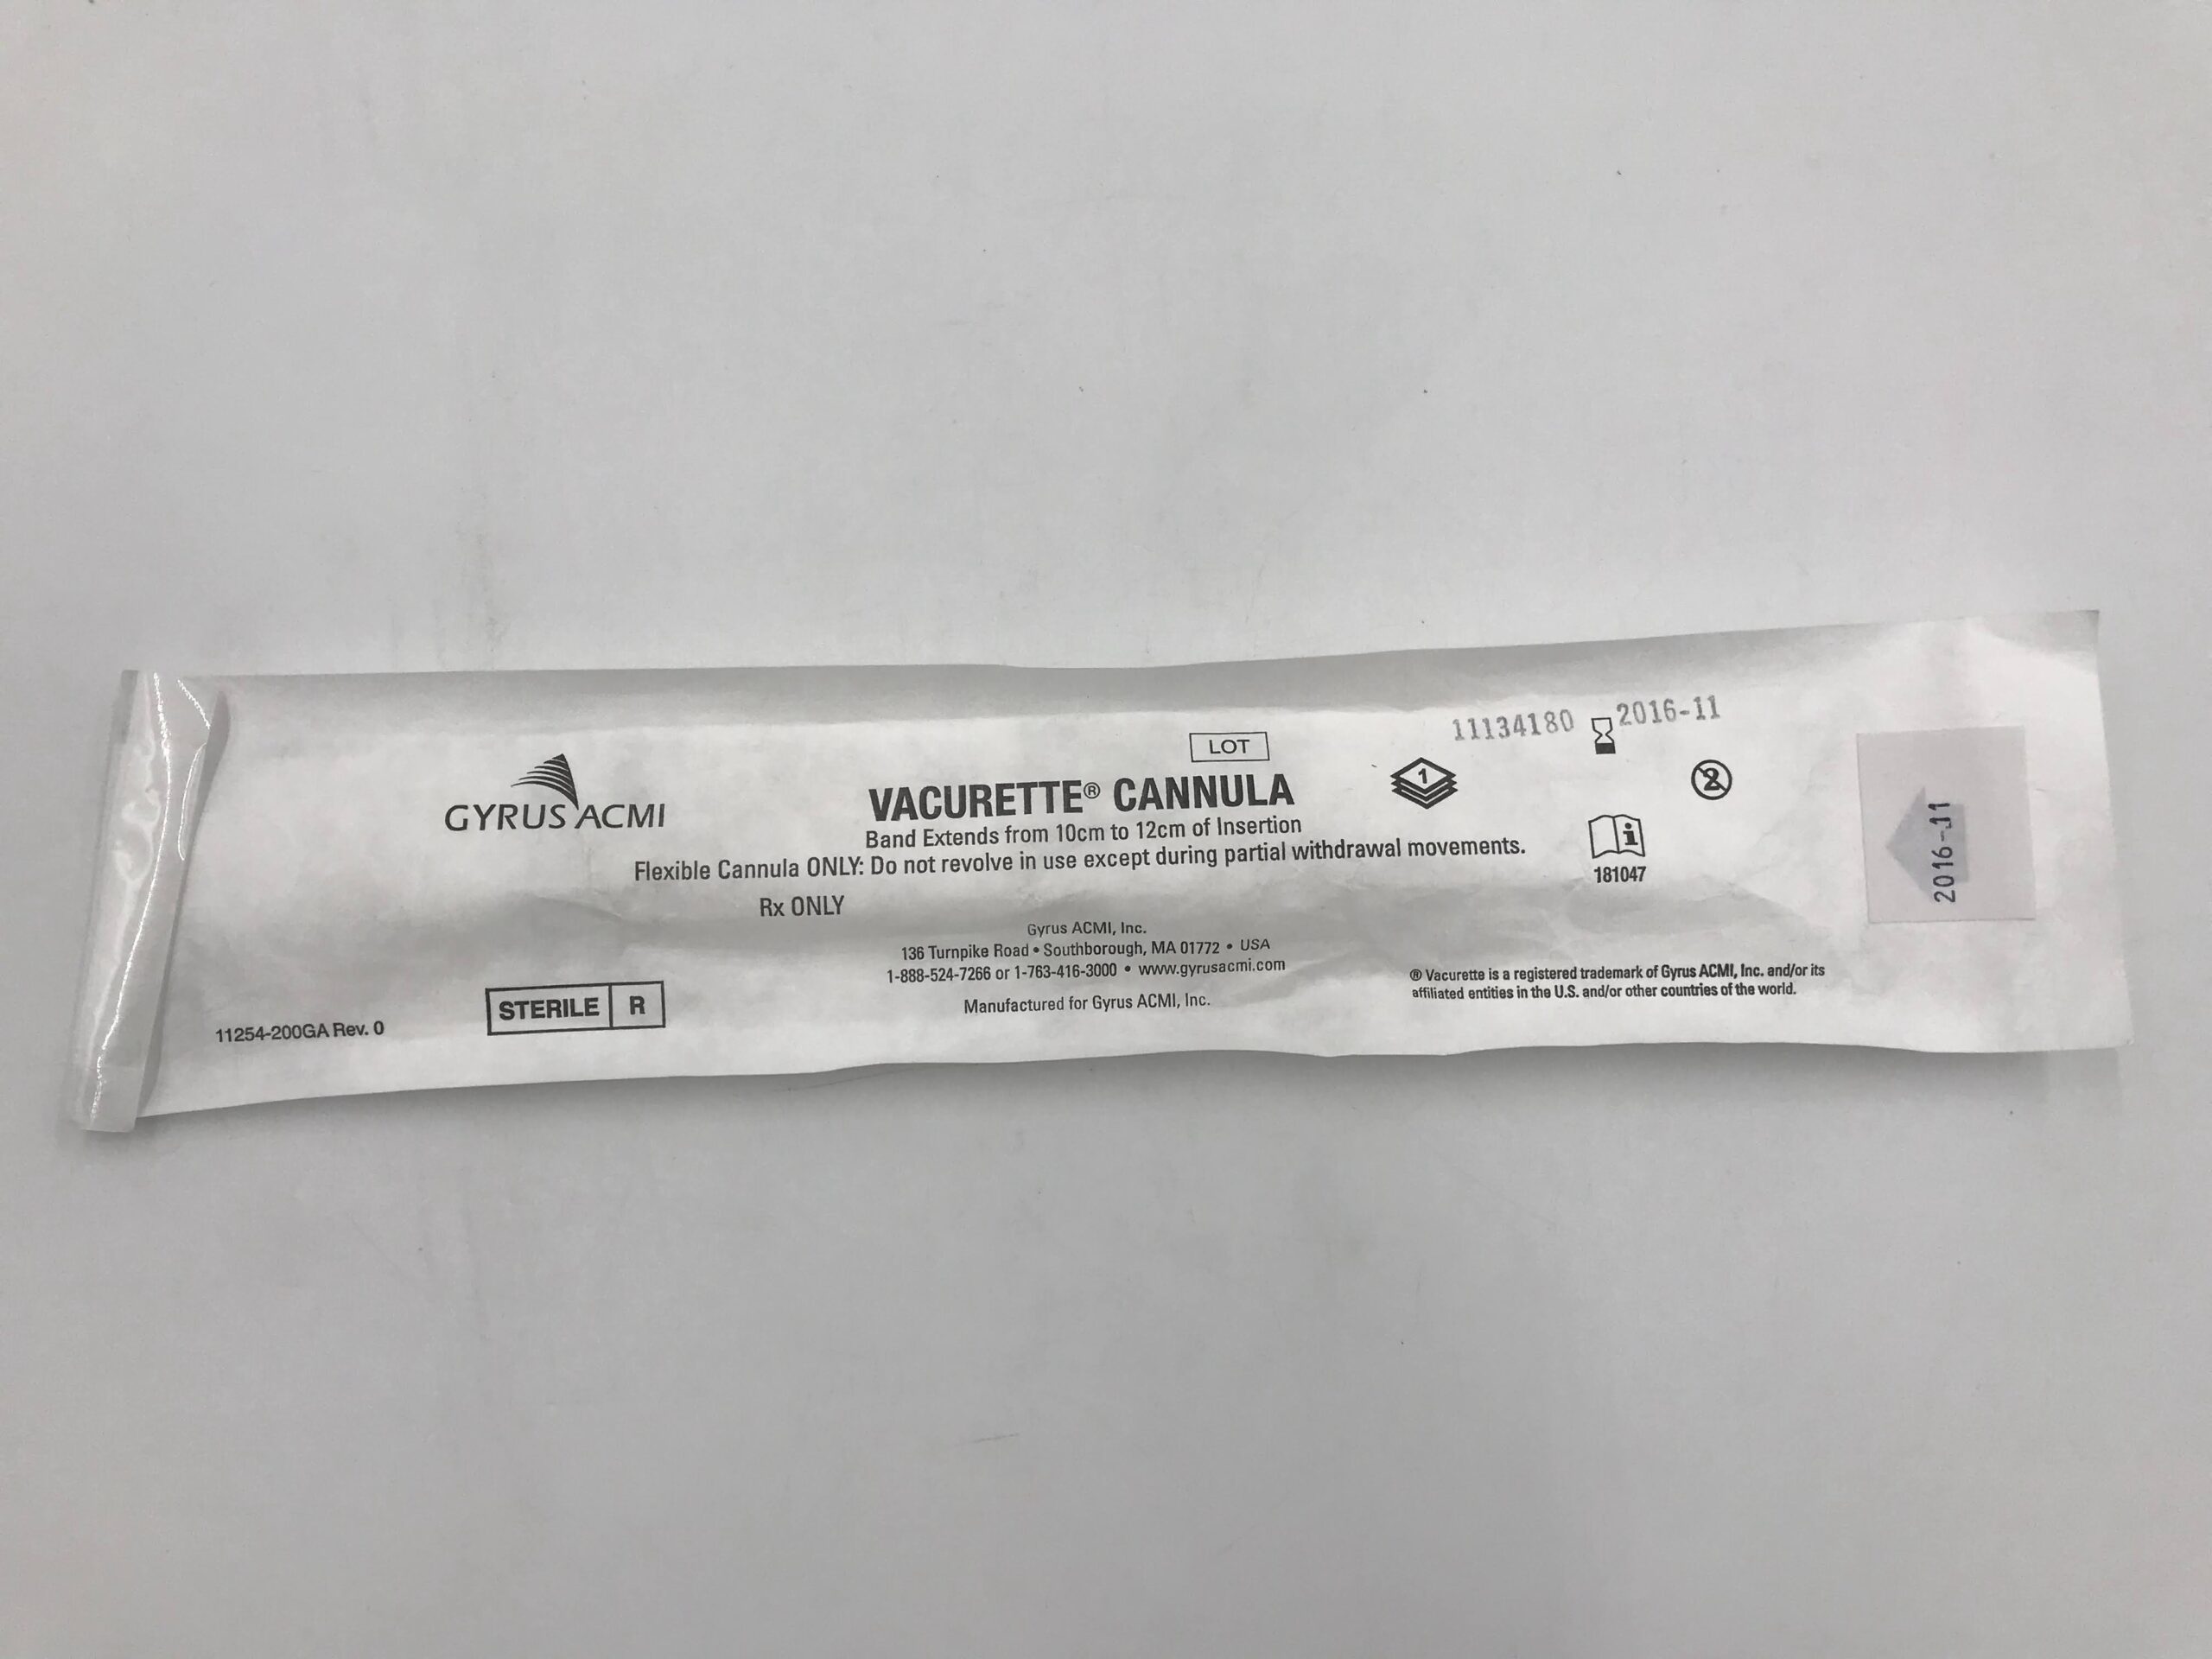 11134180 2016-11
LOT
GYRUS ACMI
VACURETTE® CANNULA
1
2
Band Extends from 10cm to 12cm of Insertion
Flexible Cannula ONLY: Do not revolve in use except during partial withdrawal movements.
i
181047
2016-11
Rx ONLY
Gyrus ACMI, Inc.
136 Turnpike Road • Southborough, MA 01772 • USA
1-888-524-7266 or 1-763-416-3000 • www.gyrusacmi.com
Manufactured for Gyrus ACMI, Inc.
® Vacurette is a registered trademark of Gyrus ACMI, Inc. and/or its
affiliated entities in the U.S. and/or other countries of the world.
STERILE R
11254-200GA Rev. 0